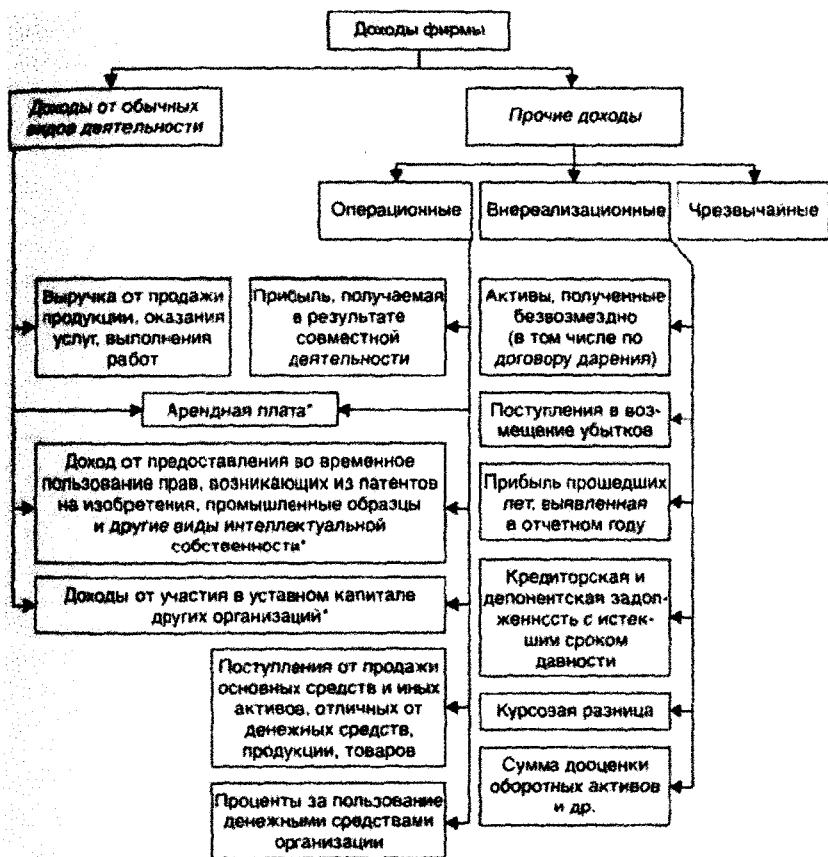 Доходы фирмы
Доходы от обычных
видов деятельности
Прочие доходы
Операционные
Внереализационные
Чрезвычайные
Выручка от продажи
продукции, оказания
услуг, выполнения
работ
Прибыль, получаемая
в результате
совместной
деятельности
Активы, полученные
безвозмездно
(в том числе по
договору дарения)
Арендная плата*
Поступления в воз-
мещение убытков
Доход от предоставления во временное
пользование прав, возникающих из патентов
на изобретения, промышленные образцы
и другие виды интеллектуальной
собственности*
Прибыль прошедших
лет, выявленная
в отчетном году
Доходы от участия в уставном капитале
других организаций*
Кредиторская и
депонентская задол-
женность с истек-
шим сроком
давности
Поступления от продажи
основных средств и иных
активов, отличных от
денежных средств,
продукции, товаров
Курсовая разница
Сумма дооценки
оборотных активов
и др.
Проценты за пользование
денежными средствами
организации